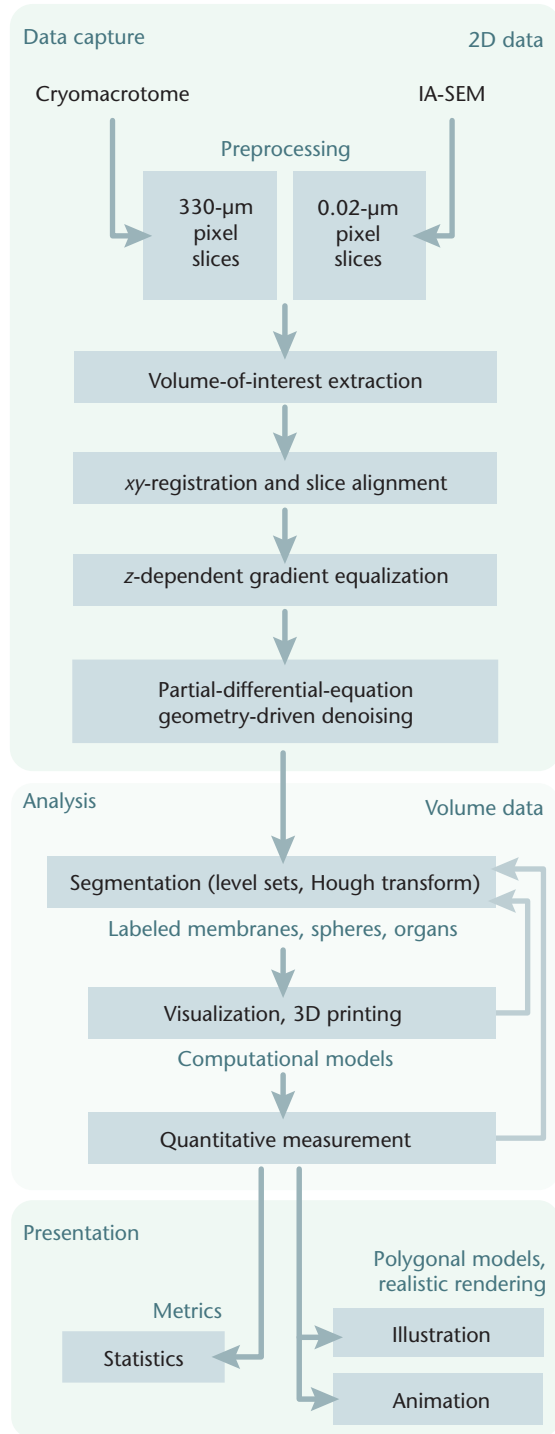 Data capture
2D data
Cryomacrotome
IA-SEM
Preprocessing
330-µm
pixel
slices
0.02-µm
pixel
slices
Volume-of-interest extraction
xy-registration and slice alignment
z-dependent gradient equalization
Partial-differential-equation
geometry-driven denoising
Analysis
Volume data
Segmentation (level sets, Hough transform)
Labeled membranes, spheres, organs
Visualization, 3D printing
Computational models
Quantitative measurement
Presentation
Polygonal models,
realistic rendering
Metrics
Illustration
Statistics
Animation